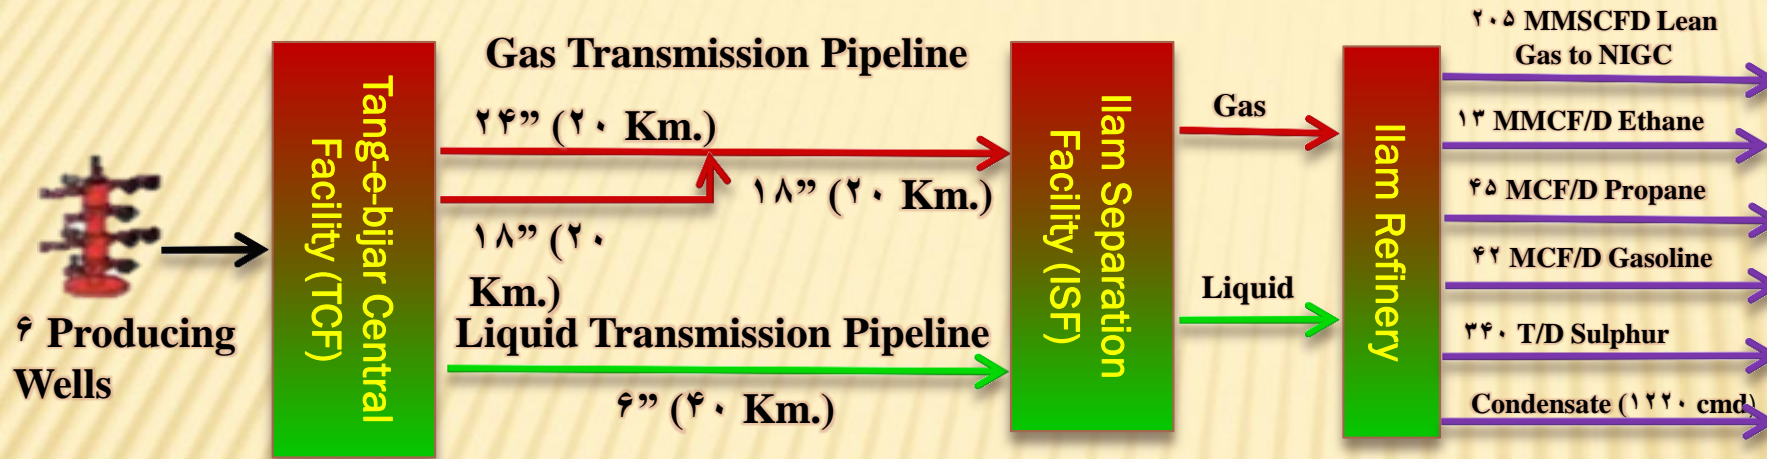 ۶ Producing
Wells
Tang-e-bijar Central
Facility (TCF)
Gas Transmission Pipeline
۲۴” (۲۰ Km.)
۱۸” (۲۰ Km.)
۱۸” (۲۰
Km.)
Liquid Transmission Pipeline
۶” (۴۰ Km.)
Ilam Separation
Facility (ISF)
Gas
Liquid
Ilam Refinery
۲۰۵ MMSCFD Lean
Gas to NIGC
۱۳ MMCF/D Ethane
۴۵ MCF/D Propane
۴۲ MCF/D Gasoline
۳۴۰ T/D Sulphur
Condensate (۱۲۲۰ cmd)